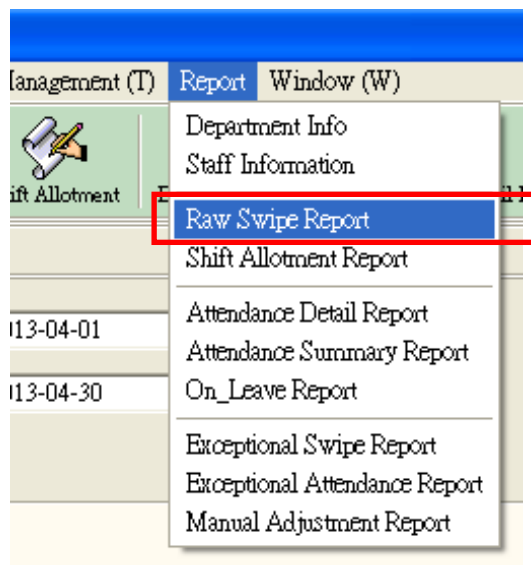 Management (T) Report Window (W)
Department Info
Staff Information
Allotment
Raw Swipe Report
Shift Allotment Report
Attendance Detail Report
013-04-01
Attendance Summary Report
013-04-30
On_Leave Report
Exceptional Swipe Report
Exceptional Attendance Report
Manual Adjustment Report